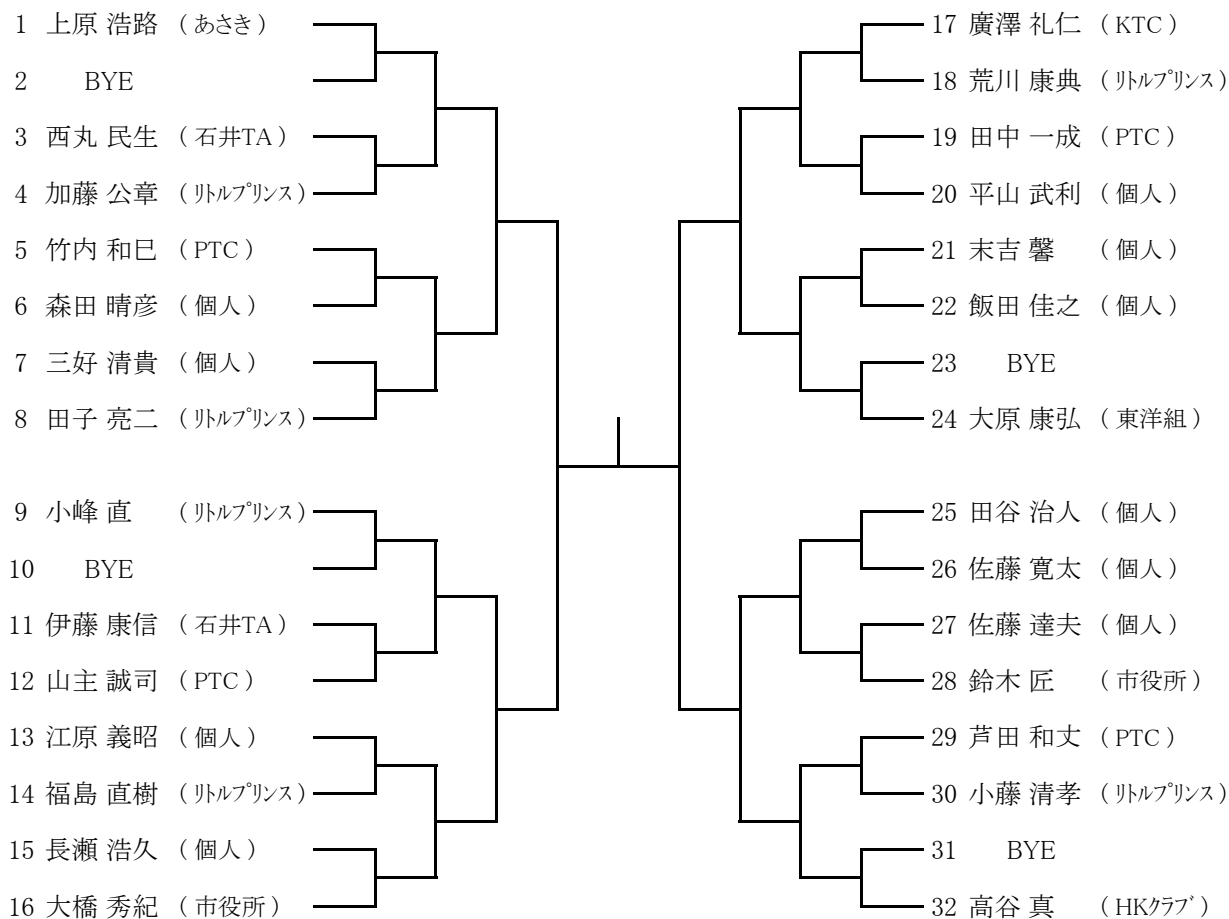 1 上原 浩路 ( あさき )
2 BYE
3 西丸 民生 ( 石井TA )
4 加藤 公章 ( ﾘﾄﾙﾌﾟﾘﾝｽ )
5 竹内 和巳 ( PTC )
6 森田 晴彦 ( 個人 )
7 三好 清貴 ( 個人 )
8 田子 亮二 ( ﾘﾄﾙﾌﾟﾘﾝｽ )
9 小峰 直 ( ﾘﾄﾙﾌﾟﾘﾝｽ )
10 BYE
11 伊藤 康信 ( 石井TA )
12 山主 誠司 ( PTC )
13 江原 義昭 ( 個人 )
14 福島 直樹 ( ﾘﾄﾙﾌﾟﾘﾝｽ )
15 長瀬 浩久 ( 個人 )
16 大橋 秀紀 ( 市役所 )
17 廣澤 礼仁 ( KTC )
18 荒川 康典 ( ﾘﾄﾙﾌﾟﾘﾝｽ )
19 田中 一成 ( PTC )
20 平山 武利 ( 個人 )
21 末吉 馨 ( 個人 )
22 飯田 佳之 ( 個人 )
23 BYE
24 大原 康弘 ( 東洋組 )
25 田谷 治人 ( 個人 )
26 佐藤 寛太 ( 個人 )
27 佐藤 達夫 ( 個人 )
28 鈴木 匠 ( 市役所 )
29 芦田 和丈 ( PTC )
30 小藤 清孝 ( ﾘﾄﾙﾌﾟﾘﾝｽ )
31 BYE
32 高谷 真 ( HKｸﾗﾌﾞ )